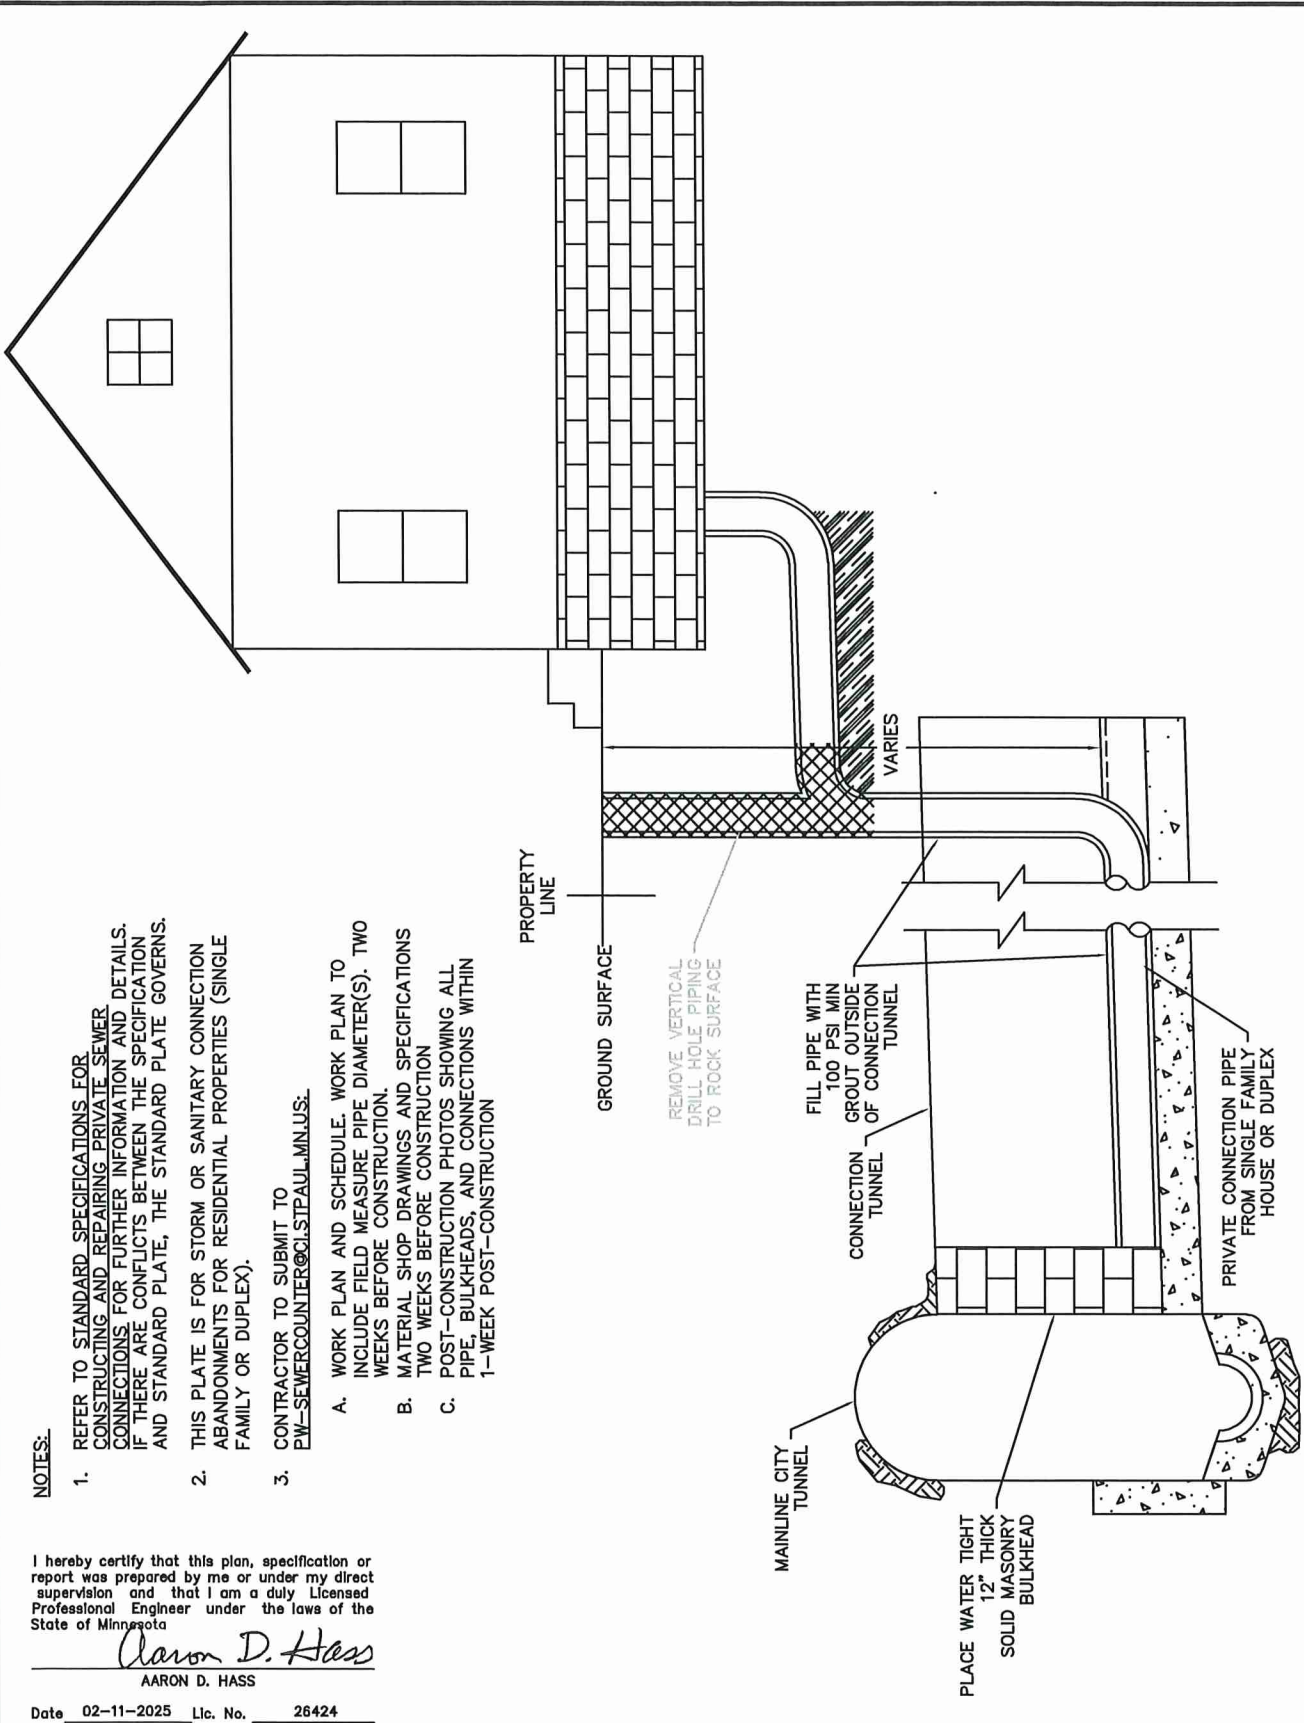 NOTES:
1. REFER TO STANDARD SPECIFICATIONS FOR
CONSTRUCTING AND REPAIRING PRIVATE SEWER
CONNECTIONS FOR FURTHER INFORMATION AND DETAILS.
IF THERE ARE CONFLICTS BETWEEN THE SPECIFICATION
AND STANDARD PLATE, THE STANDARD PLATE GOVERNS.
2. THIS PLATE IS FOR STORM OR SANITARY CONNECTION
ABANDONMENTS FOR RESIDENTIAL PROPERTIES (SINGLE
FAMILY OR DUPLEX).
3. CONTRACTOR TO SUBMIT TO
PW-SEWERCOUNTER@CI.STPAUL.MN.US:
A. WORK PLAN AND SCHEDULE. WORK PLAN TO
INCLUDE FIELD MEASURE PIPE DIAMETER(S). TWO
WEEKS BEFORE CONSTRUCTION.
B. MATERIAL SHOP DRAWINGS AND SPECIFICATIONS
TWO WEEKS BEFORE CONSTRUCTION
C. POST-CONSTRUCTION PHOTOS SHOWING ALL
PIPE, BULKHEADS, AND CONNECTIONS WITHIN
1-WEEK POST-CONSTRUCTION
PROPERTY
LINE
GROUND SURFACE
REMOVE VERTICAL
DRILL HOLE PIPING
TO ROCK SURFACE
VARIES
FILL PIPE WITH
100 PSI MIN
GROUT OUTSIDE
OF CONNECTION
TUNNEL
CONNECTION
TUNNEL
MAINLINE CITY
TUNNEL
PLACE WATER TIGHT
12" THICK
SOLID MASONRY
BULKHEAD
PRIVATE CONNECTION PIPE
FROM SINGLE FAMILY
HOUSE OR DUPLEX
I hereby certify that this plan, specification or
report was prepared by me or under my direct
supervision and that I am a duly Licensed
Professional Engineer under the laws of the
State of Minnesota
Aaron D. Hass
AARON D. HASS
Date 02-11-2025 Lic. No. 26424